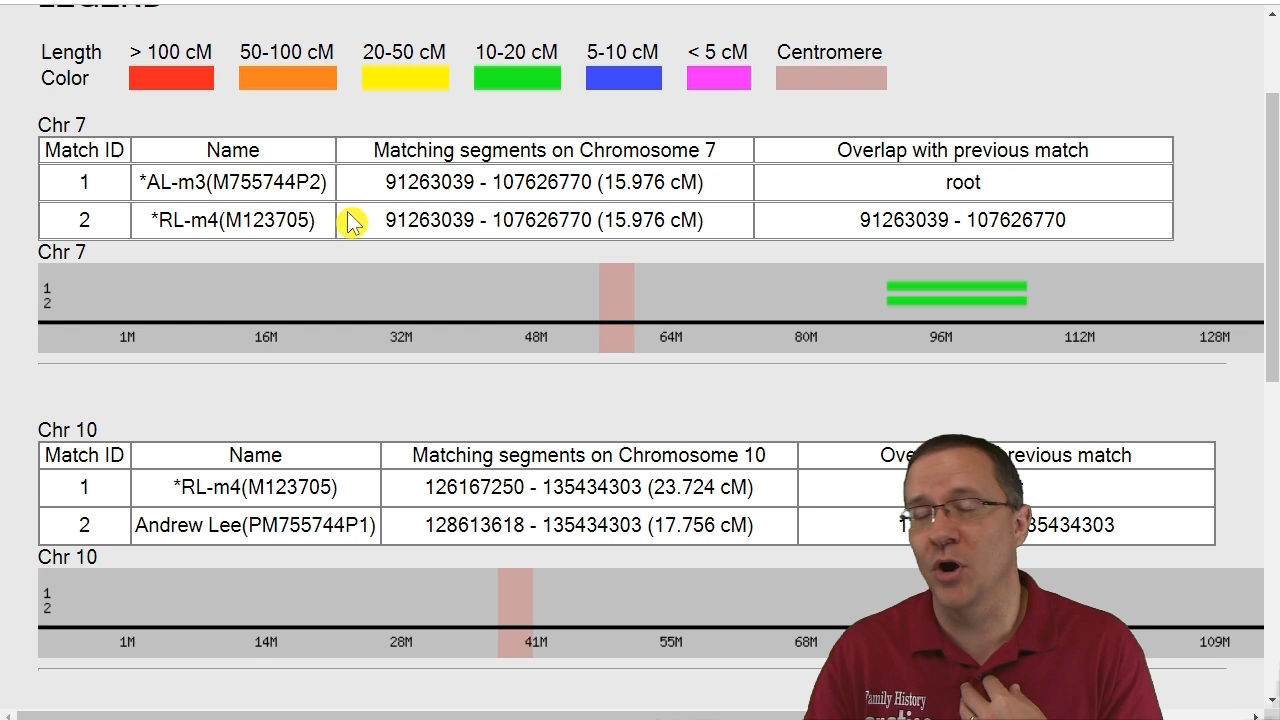 Length > 100 cM 50-100 cM 20-50 cM 10-20 cM 5-10 cM < 5 cM Centromere
Color
Chr 7
Match ID Name Matching segments on Chromosome 7 Overlap with previous match
1 *AL-m3(M755744P2) 91263039 - 107626770 (15.976 cM) root
2 *RL-m4(M123705) 91263039 - 107626770 (15.976 cM) 91263039 - 107626770
Chr 7
1
2
1M 16M 32M 48M 64M 80M 96M 112M 128M
Chr 10
Match ID Name Matching segments on Chromosome 10 previous match
1 *RL-m4(M123705) 126167250 - 135434303 (23.724 cM)
2 Andrew Lee(PM755744P1) 128613618 - 135434303 (17.756 cM)
Chr 10
1
2
1M 14M 28M 41M 55M 68M 109M
Family History